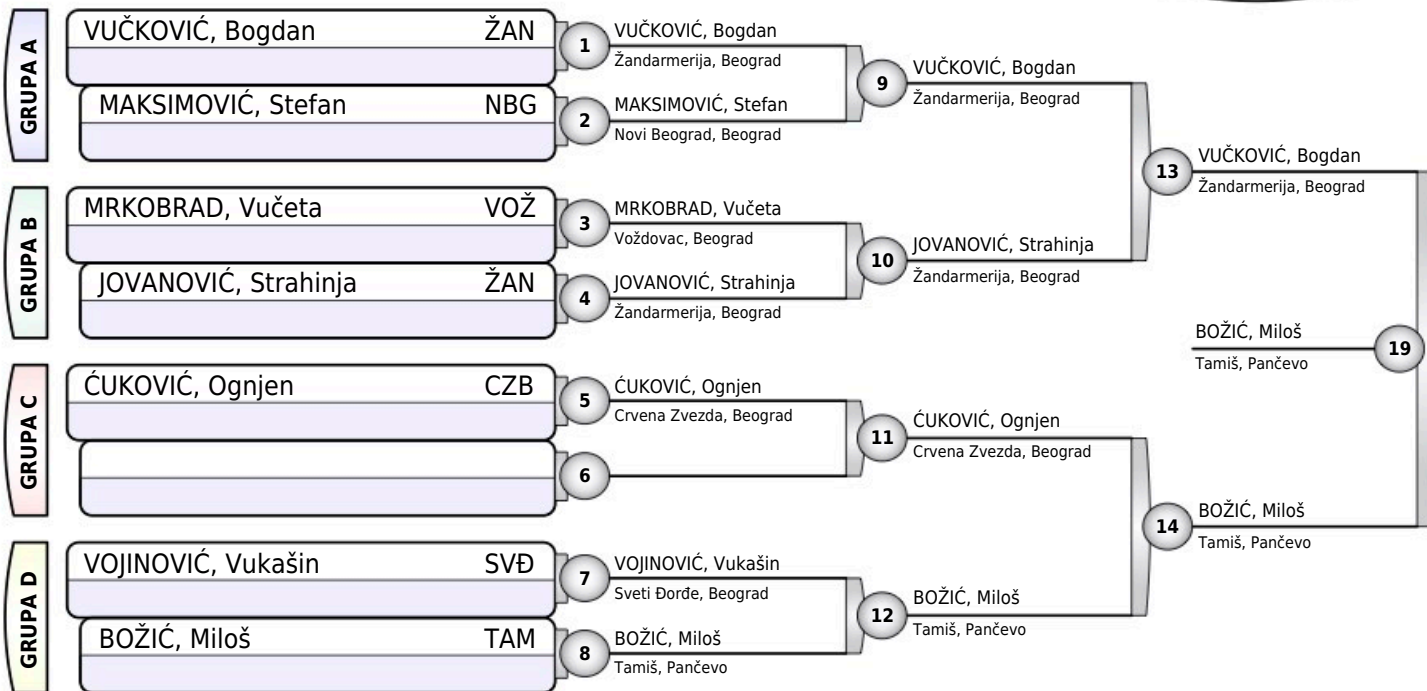 GRUPA A
VUČKOVIĆ, Bogdan ŽAN
MAKSIMOVIĆ, Stefan NBG
GRUPA B
MRKOBRAD, Vučeta VOŽ
JOVANOVIĆ, Strahinja ŽAN
GRUPA C
ĆUKOVIĆ, Ognjen CZB
GRUPA D
VOJINOVIĆ, Vukašin SVĐ
BOŽIĆ, Miloš TAM
1
VUČKOVIĆ, Bogdan
Žandarmerija, Beograd
2
MAKSIMOVIĆ, Stefan
Novi Beograd, Beograd
3
MRKOBRAD, Vučeta
Voždovac, Beograd
4
JOVANOVIĆ, Strahinja
Žandarmerija, Beograd
5
ĆUKOVIĆ, Ognjen
Crvena Zvezda, Beograd
6
7
VOJINOVIĆ, Vukašin
Sveti Đorđe, Beograd
8
BOŽIĆ, Miloš
Tamiš, Pančevo
9
VUČKOVIĆ, Bogdan
Žandarmerija, Beograd
10
JOVANOVIĆ, Strahinja
Žandarmerija, Beograd
11
ĆUKOVIĆ, Ognjen
Crvena Zvezda, Beograd
12
BOŽIĆ, Miloš
Tamiš, Pančevo
13
VUČKOVIĆ, Bogdan
Žandarmerija, Beograd
14
BOŽIĆ, Miloš
Tamiš, Pančevo
BOŽIĆ, Miloš
Tamiš, Pančevo
19